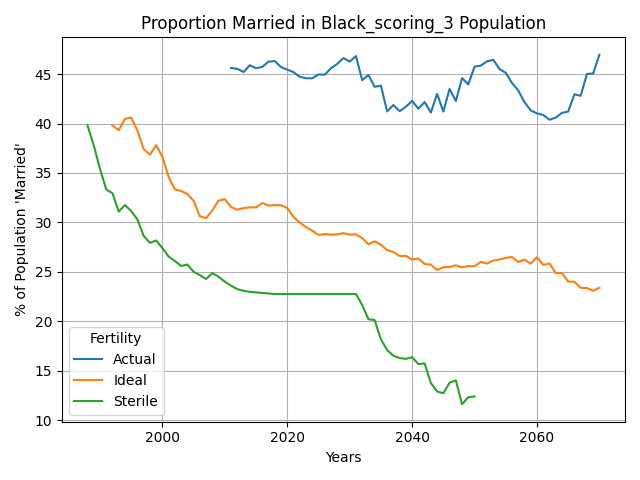 Proportion Married in Black_scoring_3 Population
% of Population 'Married'
45
40
35
30
25
20
15
10
Fertility
Actual
Ideal
Sterile
2000 2020 2040 2060
Years